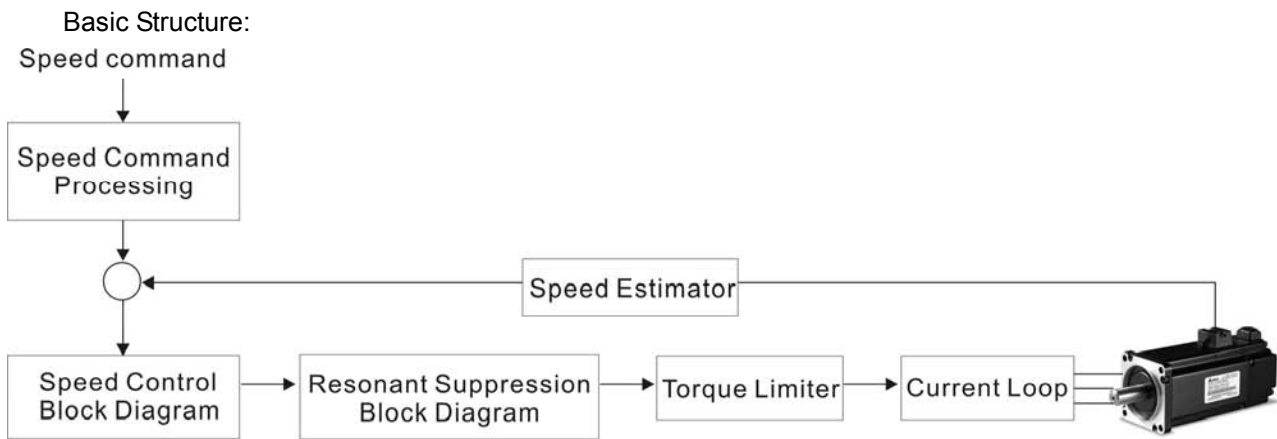 Basic Structure:
Speed command
Speed Command
Processing
Speed Estimator
Speed Control
Block Diagram
Resonant Suppression
Block Diagram
Torque Limiter
Current Loop